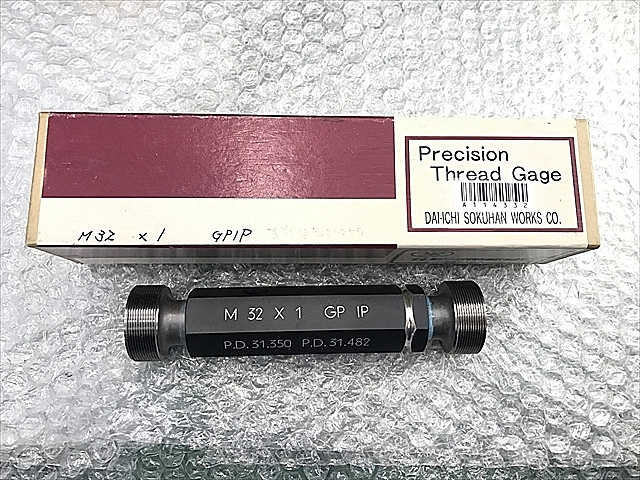 Precision
Thread Gage
A114332
DAI-ICHI SOKUHAN WORKS CO.
M32 x1 GPIP
M 32 X 1 GP IP
P.D. 31.350 P.D. 31.482